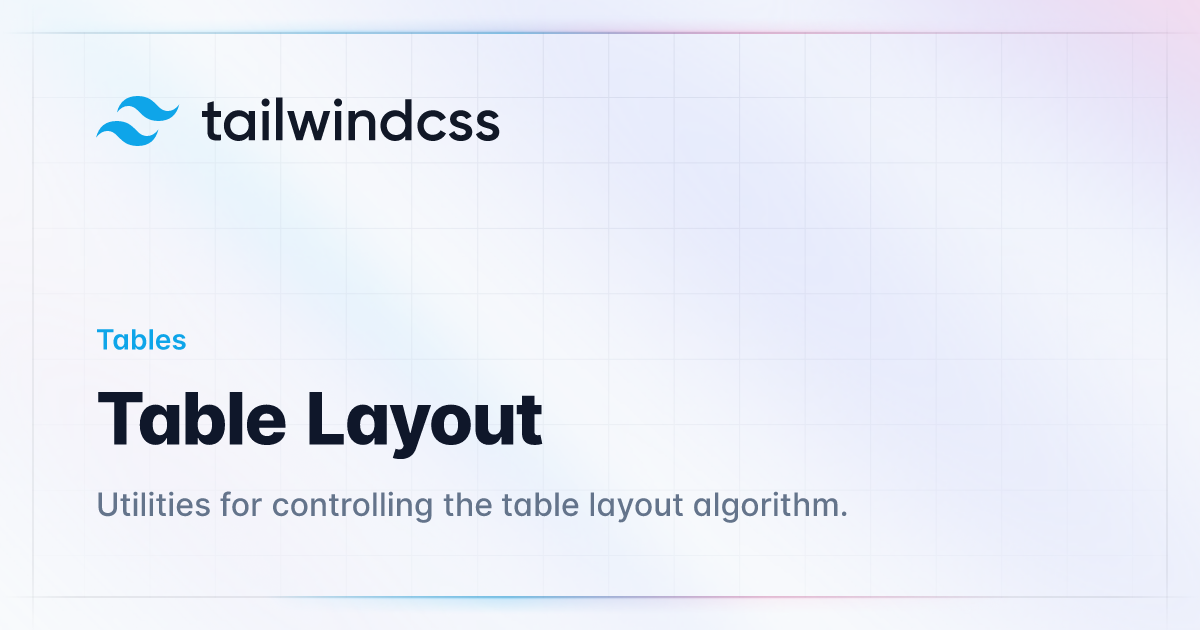 tailwindcss
Tables
Table Layout
Utilities for controlling the table layout algorithm.